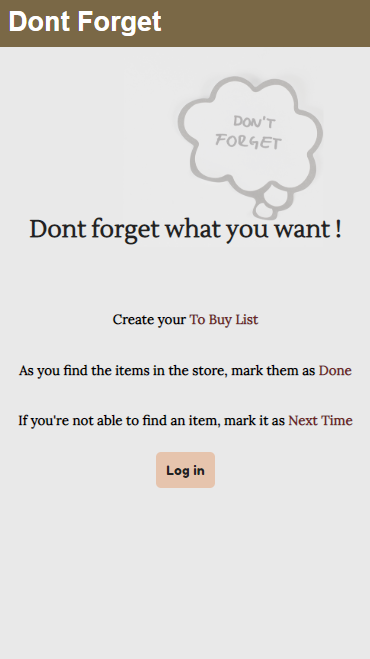 Dont Forget
DON'T
FORGET
Dont forget what you want !
Create your To Buy List
As you find the items in the store, mark them as Done
If you're not able to find an item, mark it as Next Time
Log in